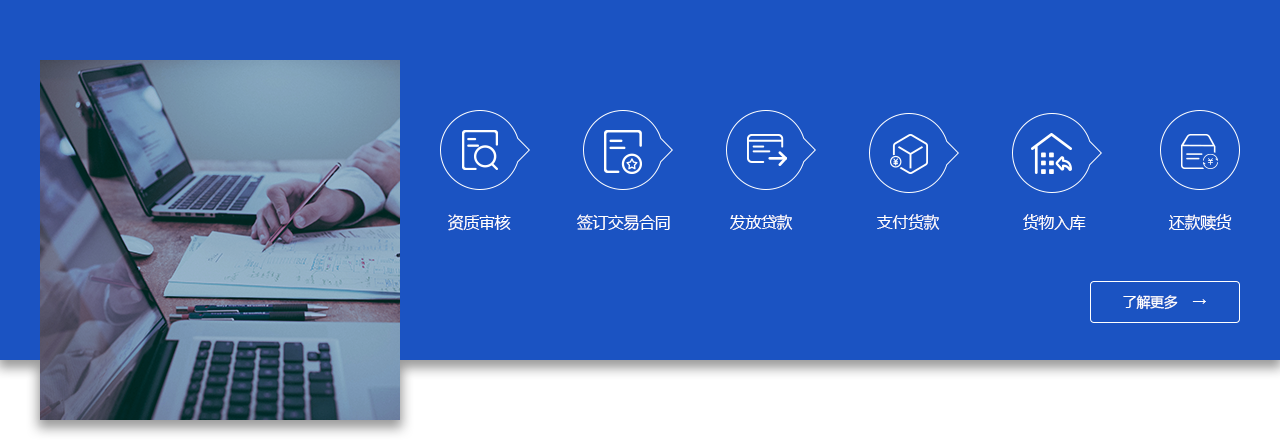 资质审核
签订交易合同
发放贷款
支付货款
货物入库
还款赎货
了解更多 →